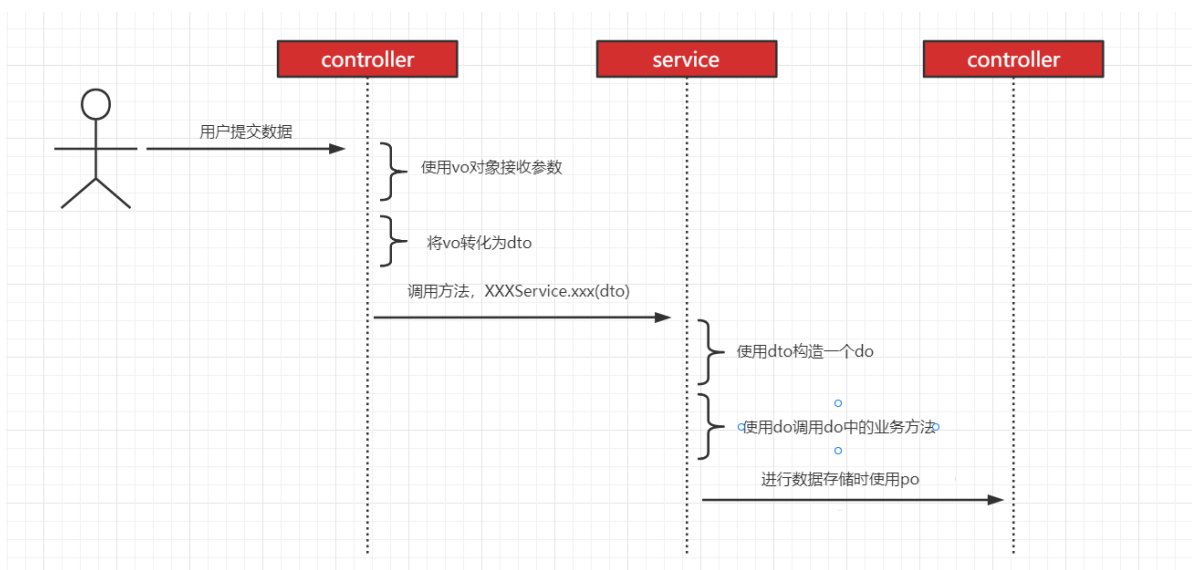 controller
service
controller
用户提交数据
使用vo对象接收参数
将vo转化为dto
调用方法，XXXService.xxx(dto)
使用dto构造一个do
使用do调用do中的业务方法
进行数据存储时使用po